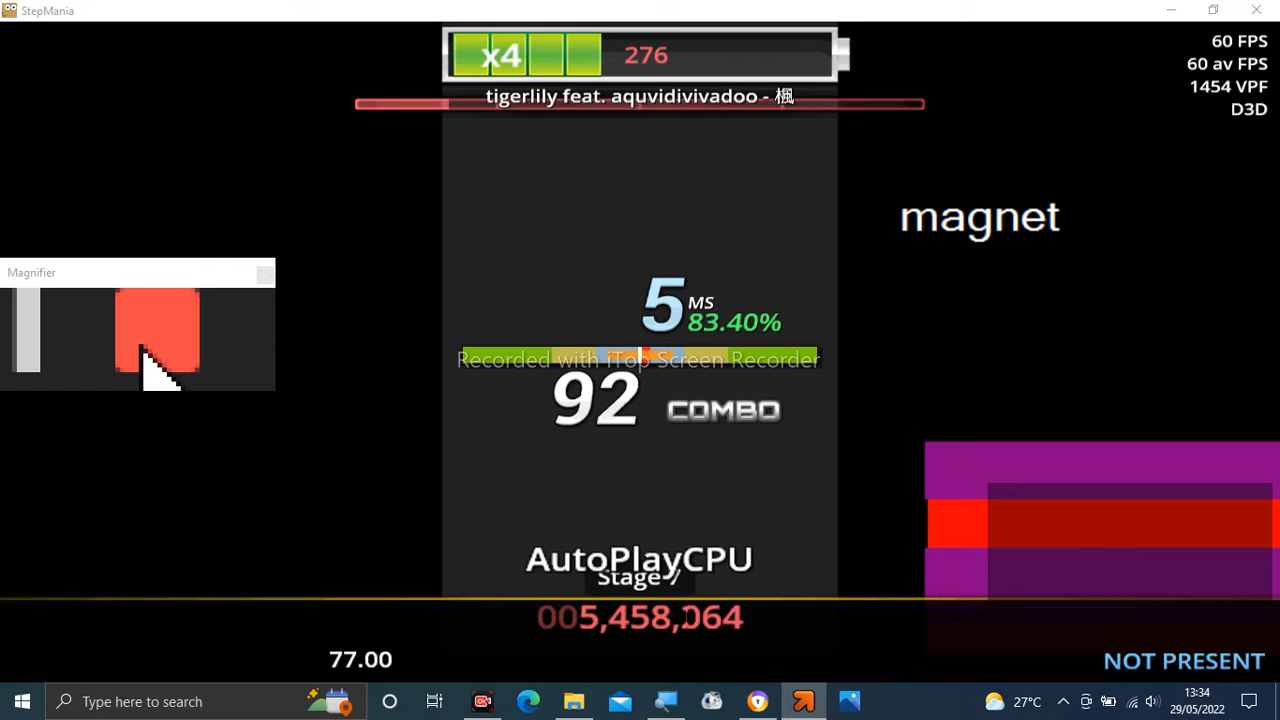 StepMania
60 FPS
x4 276
60 av FPS
1454 VPF
tigerlily feat. aquvidivivadoo - 楓
D3D
magnet
Magnifier
5 MS
83.40%
Recorded with iTop Screen Recorder
92 COMBO
AutoPlayCPU
Stage 7
005,458,064
77.00
NOT PRESENT
Type here to search
27°C
13:34
29/05/2022